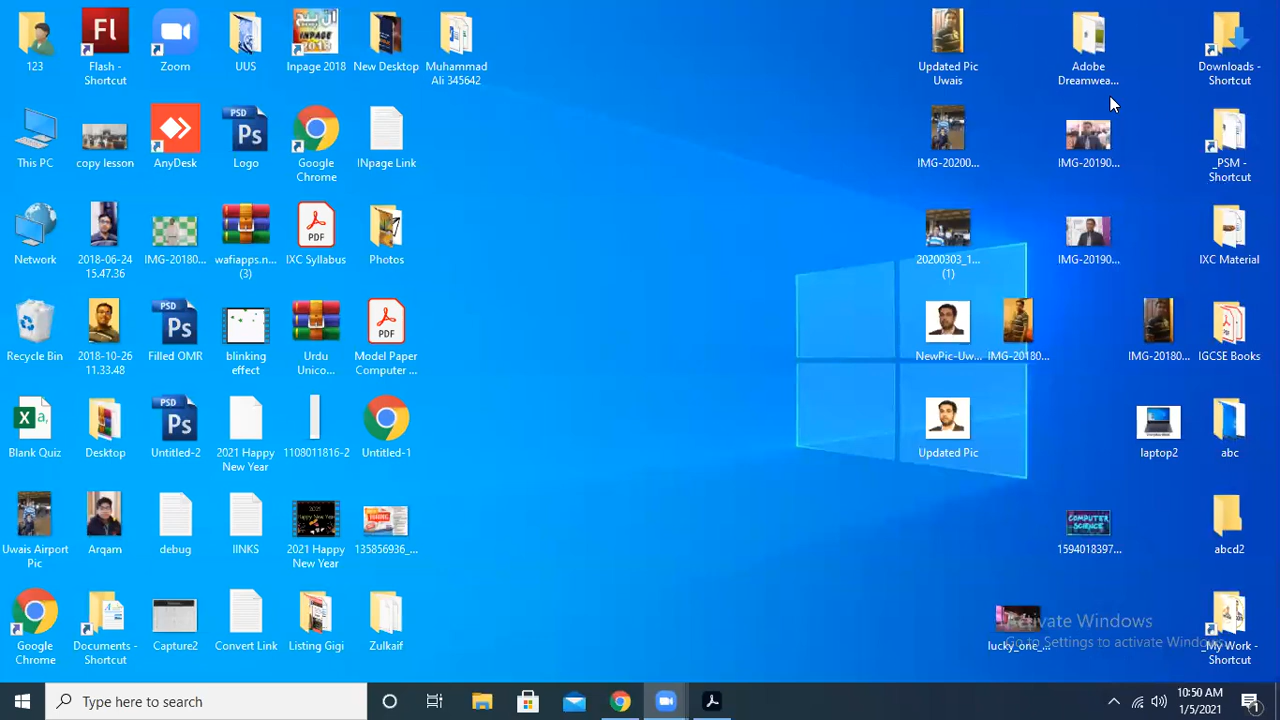 123
Flash -
Shortcut
Zoom
UUS
Inpage 2018
New Desktop
Muhammad
Ali 345642
Updated Pic
Uwais
Adobe
Dreamwea...
Downloads -
Shortcut
This PC
copy lesson
AnyDesk
Logo
Google
Chrome
INpage Link
IMG-20200...
IMG-20190...
_PSM -
Shortcut
Network
2018-06-24
15.47.36
IMG-20180...
wafiapps.n...
(3)
IXC Syllabus
Photos
20200303_1...
(1)
IMG-20190...
IXC Material
Recycle Bin
2018-10-26
11.33.48
Filled OMR
blinking
effect
Urdu
Unico...
Model Paper
Computer ...
NewPic-Uw...
IMG-20180...
IMG-20180...
IGCSE Books
Blank Quiz
Desktop
Untitled-2
2021 Happy
New Year
1108011816-2
Untitled-1
Updated Pic
laptop2
abc
Uwais Airport
Pic
Arqam
debug
lINKS
2021 Happy
New Year
135856936_...
COMPUTER
SCIENCE
1594018397...
abcd2
Google
Chrome
Documents -
Shortcut
Capture2
Convert Link
Listing Gigi
Zulkaif
lucky_one_...
_My Work -
Shortcut
Activate Windows
Go to Settings to activate Windows.
Type here to search
10:50 AM
1/5/2021